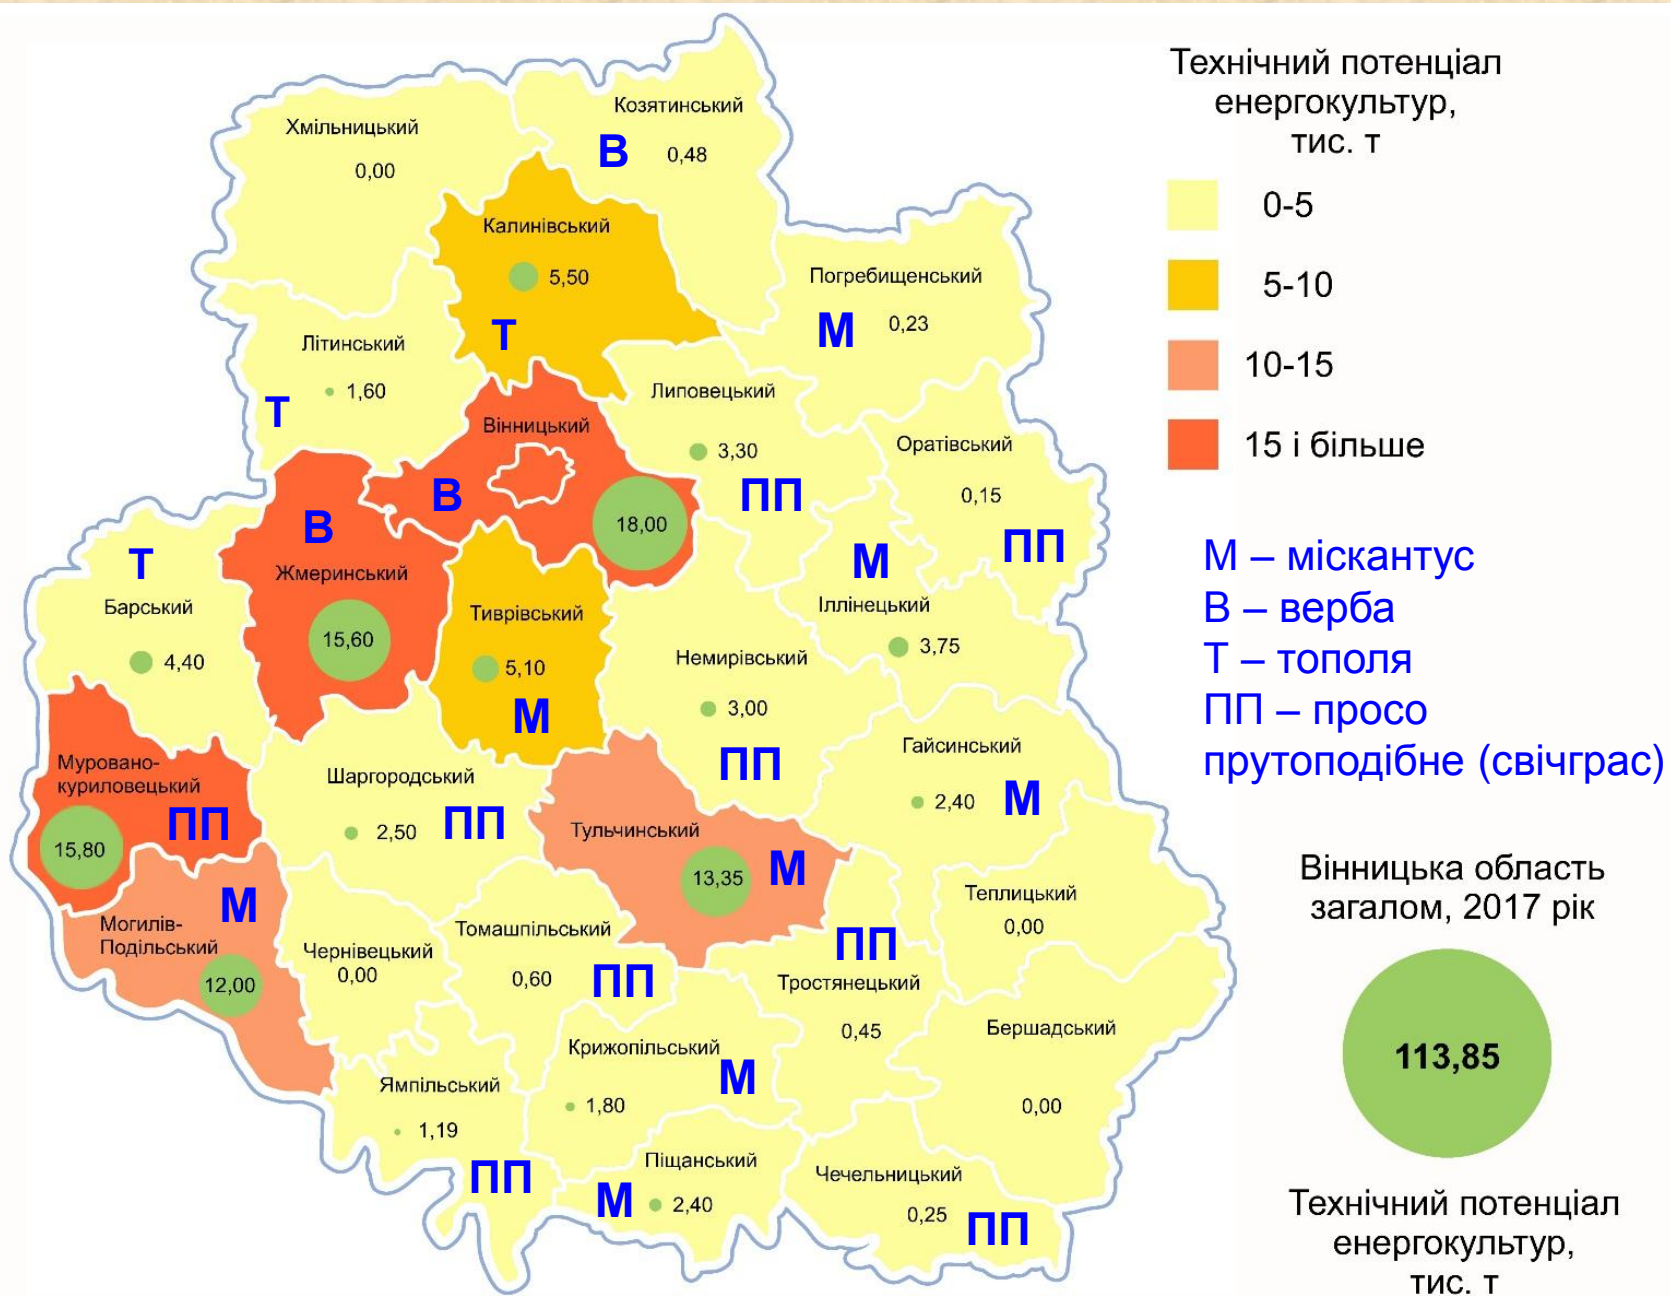 Хмільницький
0,00
Козятинський
В 0,48
Калинівський
5,50
Т
Погребищенський
М 0,23
Літинський
1,60
Т
Липовецький
3,30
ПП
Вінницький
В
18,00
Оратівський
0,15
ПП
В
Жмеринський
15,60
Т
Барський
4,40
Тиврівський
5,10
М
М
Іллінецький
3,75
Немирівський
3,00
ПП
Гайсинський
2,40 М
Муровано-
куриловецький
ПП
15,80
Шаргородський
2,50 ПП
Тульчинський
13,35 М
М
Могилів-
Подільський
12,00
Чернівецький
0,00
Томашпільський
0,60 ПП
ПП
Тростянецький
0,45
Теплицький
0,00
Бершадський
0,00
Крижопільський
М
1,80
Ямпільський
1,19
ПП
Піщанський
М 2,40
Чечельницький
0,25 ПП
Технічний потенціал
енергокультур,
тис. т
0-5
5-10
10-15
15 і більше
М – міскантус
В – верба
Т – тополя
ПП – просо
прутоподібне (свічграс)
Вінницька область
загалом, 2017 рік
113,85
Технічний потенціал
енергокультур,
тис. т